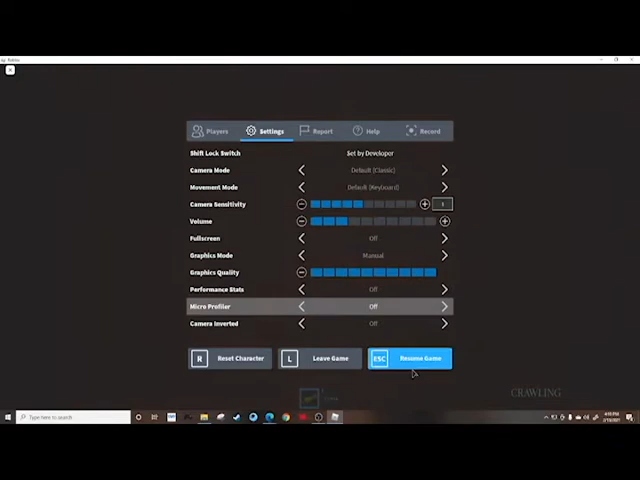 Roblox
Players Settings Report Help Record
Shift Lock Switch Set by Developer
Camera Mode Default (Classic)
Movement Mode Default (Keyboard)
Camera Sensitivity 1
Volume
Fullscreen Off
Graphics Mode Manual
Graphics Quality
Performance Stats Off
Micro Profiler Off
Camera Inverted Off
R Reset Character L Leave Game ESC Resume Game
CRAWLING
Type here to search